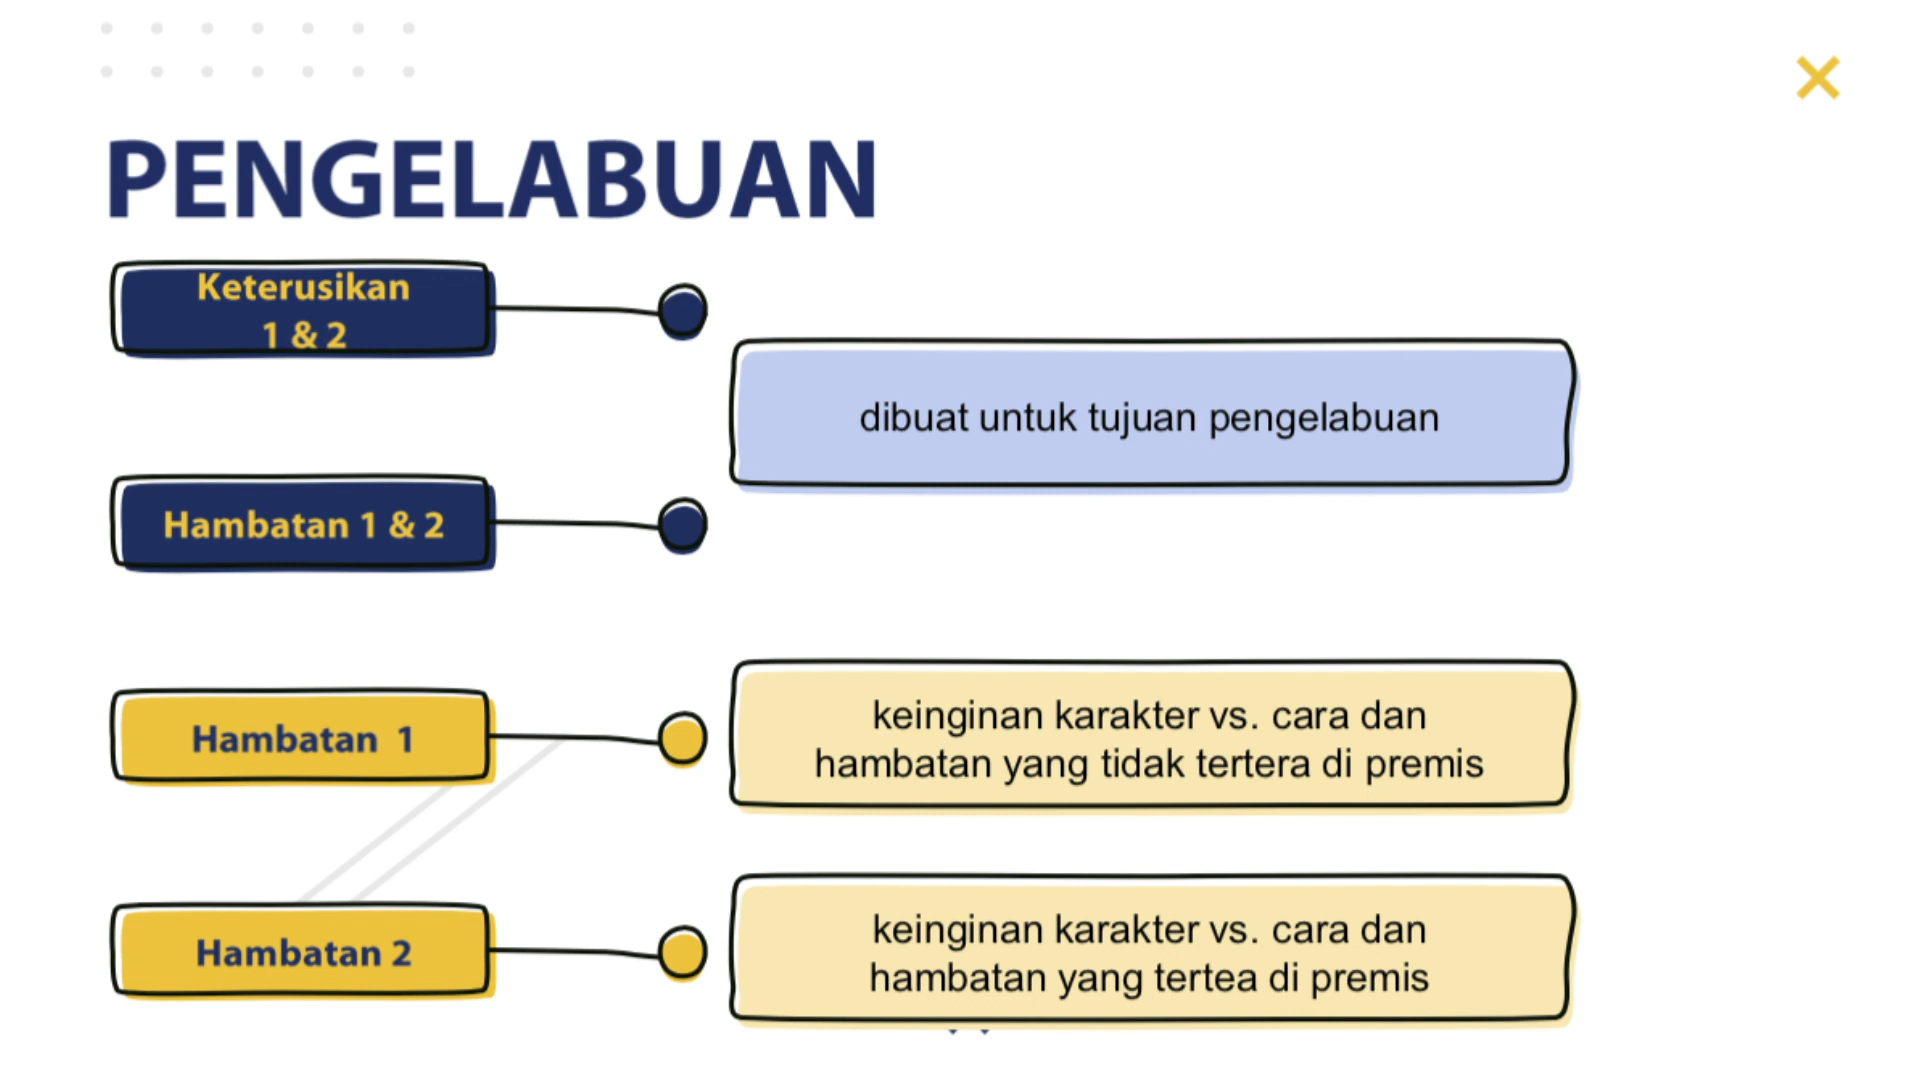 PENGELABUAN
Keterusikan
1 & 2
dibuat untuk tujuan pengelabuan
Hambatan 1 & 2
Hambatan 1
keinginan karakter vs. cara dan
hambatan yang tidak tertera di premis
Hambatan 2
keinginan karakter vs. cara dan
hambatan yang tertea di premis